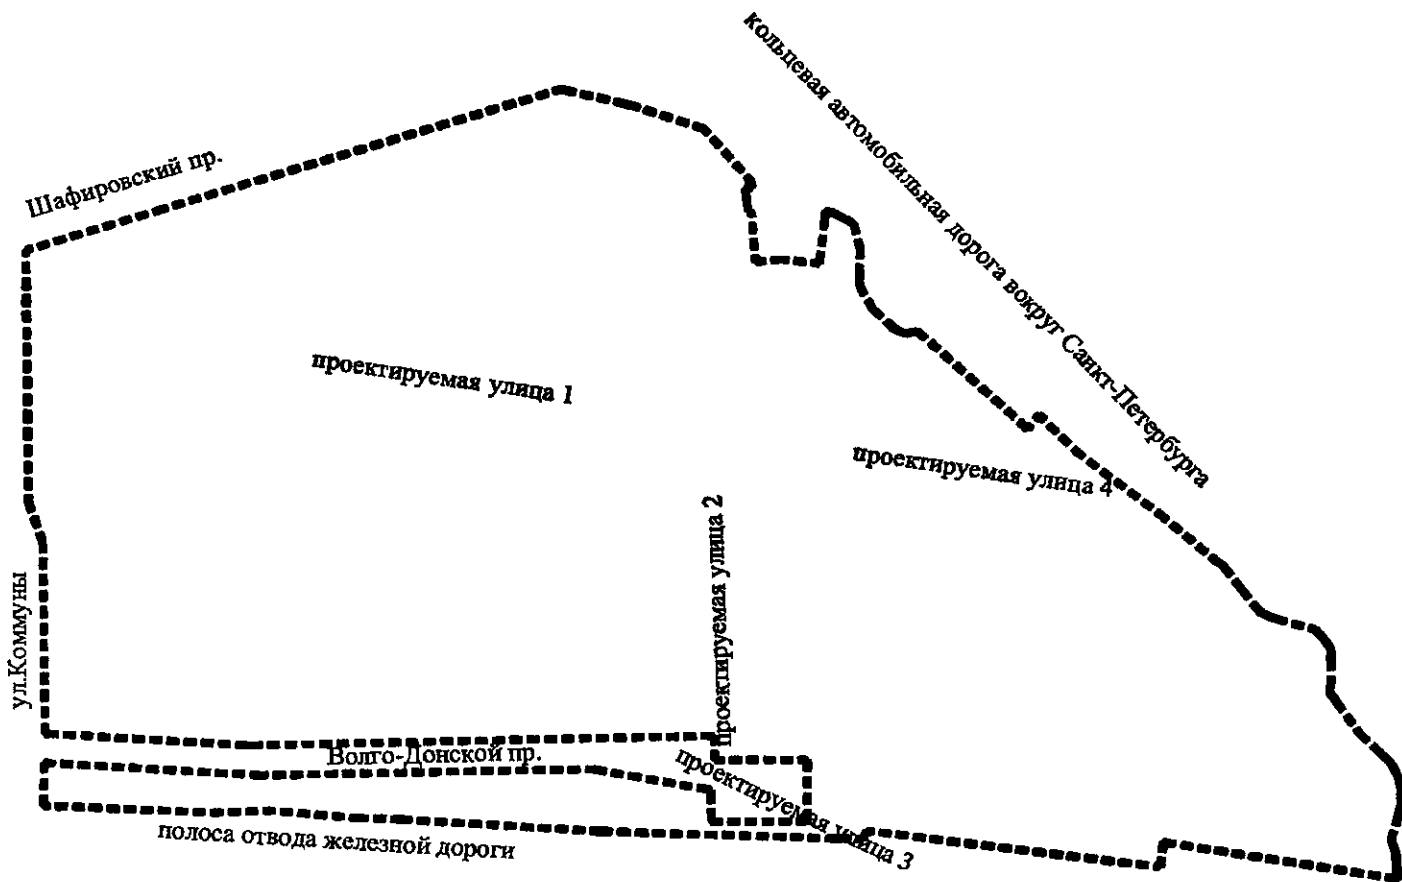 кольцевая автомобильная дорога вокруг Санкт-Петербурга
Шафировский пр.
проектируемая улица 1
проектируемая улица 4
проектируемая улица 2
ул.Коммуны
Волго-Донской пр.
проектируемая улица 3
полоса отвода железной дороги